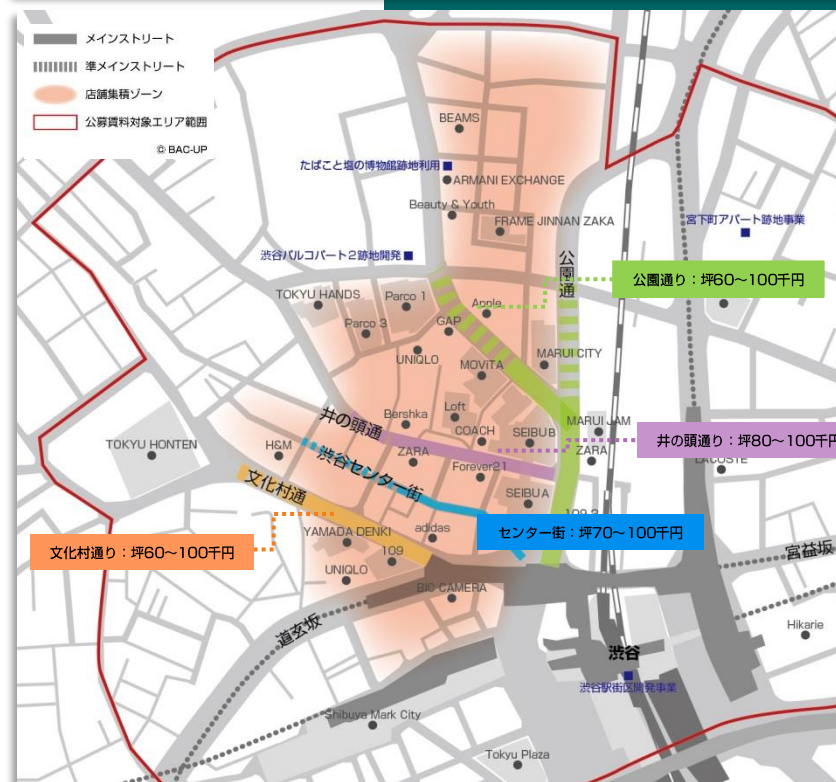 メインストリート
準メインストリート
店舗集積ゾーン
公募賃料対象エリア範囲
© BAC-UP
BEAMS
たばこと塩の博物館跡地利用
ARMANI EXCHANGE
Beauty & Youth
FRAME JINNAN ZAKA
宮下町アパート跡地事業
渋谷パルコパート2跡地開発
公園通
公園通り：坪60～100千円
TOKYU HANDS
Parco 1
Apple
Parco 3
GAP
UNIQLO
MOViTA
MARUI CITY
井の頭通
Bershka
Loft
COACH
SEIBUB
MARUI JAM
井の頭通り：坪80～100千円
TOKYU HONTEN
H&M
渋谷センター街
ZARA
Forever21
ZARA
LACOSTE
文化村通
SEIBUA
109 2
YAMADA DENKI
adidas
センター街：坪70～100千円
文化村通り：坪60～100千円
109
UNIQLO
BIC CAMERA
宮益坂
道玄坂
Hikarie
渋谷
渋谷駅街区開発事業
Shibuya Mark City
Tokyu Plaza